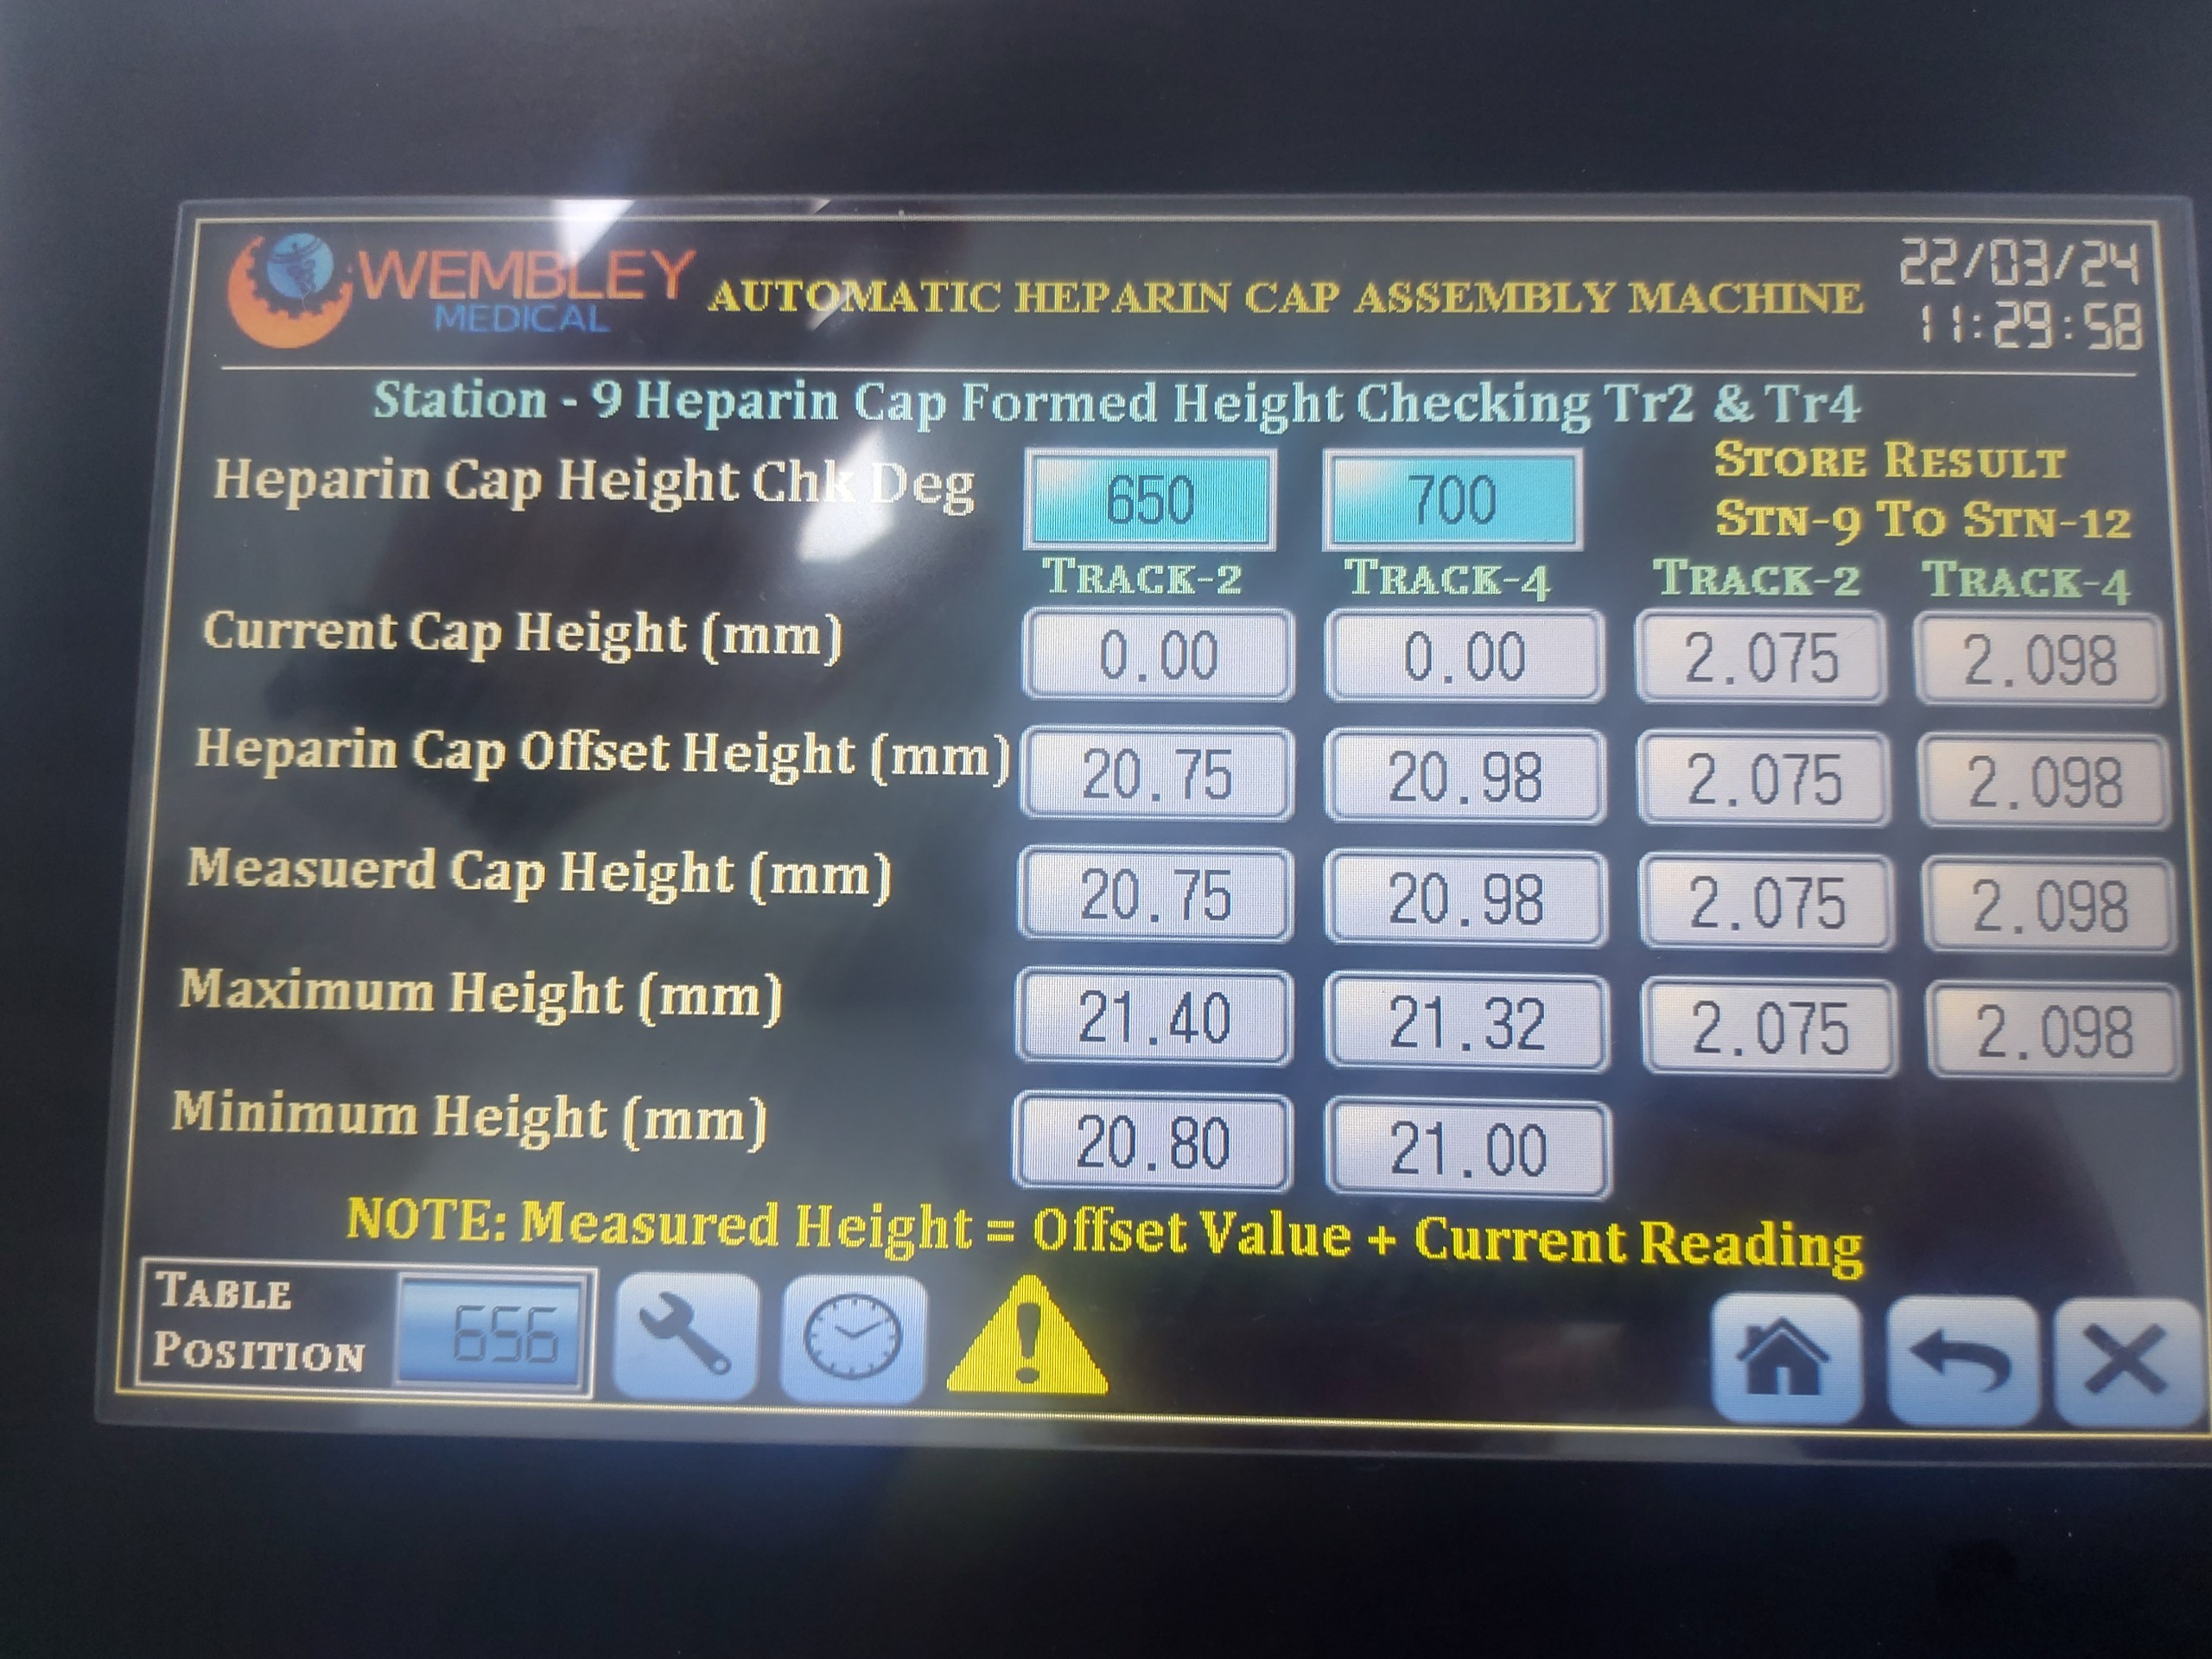 WEMBLEY
MEDICAL
AUTOMATIC HEPARIN CAP ASSEMBLY MACHINE
22/03/24
11:29:58
Station - 9 Heparin Cap Formed Height Checking Tr2 & Tr4
Heparin Cap Height Chk Deg 650 700
STORE RESULT
STN-9 TO STN-12
TRACK-2 TRACK-4 TRACK-2 TRACK-4
Current Cap Height (mm) 0.00 0.00 2.075 2.098
Heparin Cap Offset Height (mm) 20.75 20.98 2.075 2.098
Measuerd Cap Height (mm) 20.75 20.98 2.075 2.098
Maximum Height (mm) 21.40 21.32 2.075 2.098
Minimum Height (mm) 20.80 21.00
NOTE: Measured Height = Offset Value + Current Reading
TABLE
POSITION 656